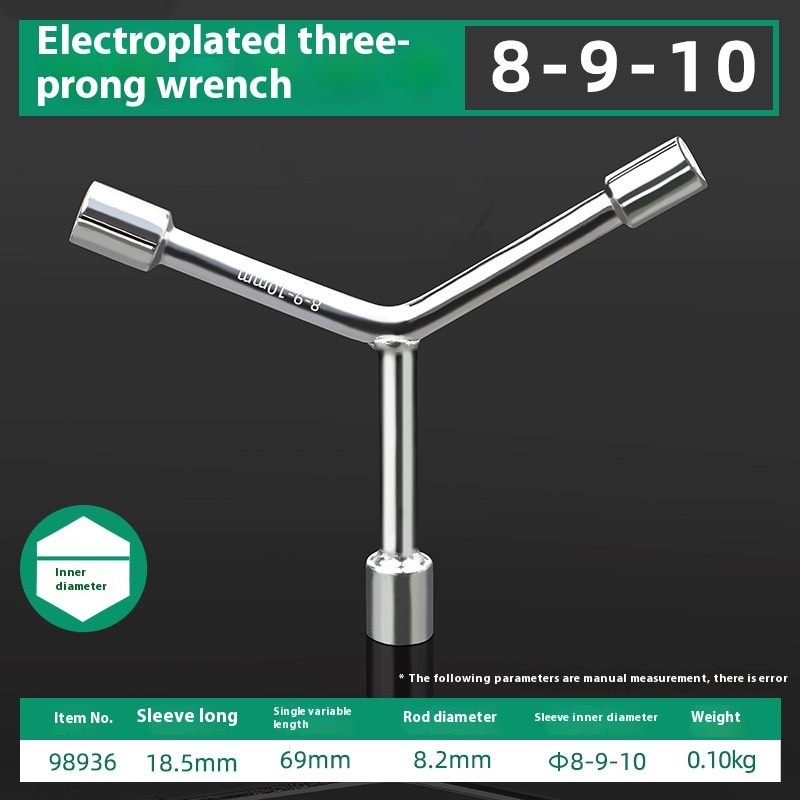 Electroplated three-
prong wrench
8-9-10
8-9-10mm
Inner
diameter
* The following parameters are manual measurement, there is error
Item No. Sleeve long Single variable length Rod diameter Sleeve inner diameter Weight
98936 18.5mm 69mm 8.2mm Φ8-9-10 0.10kg